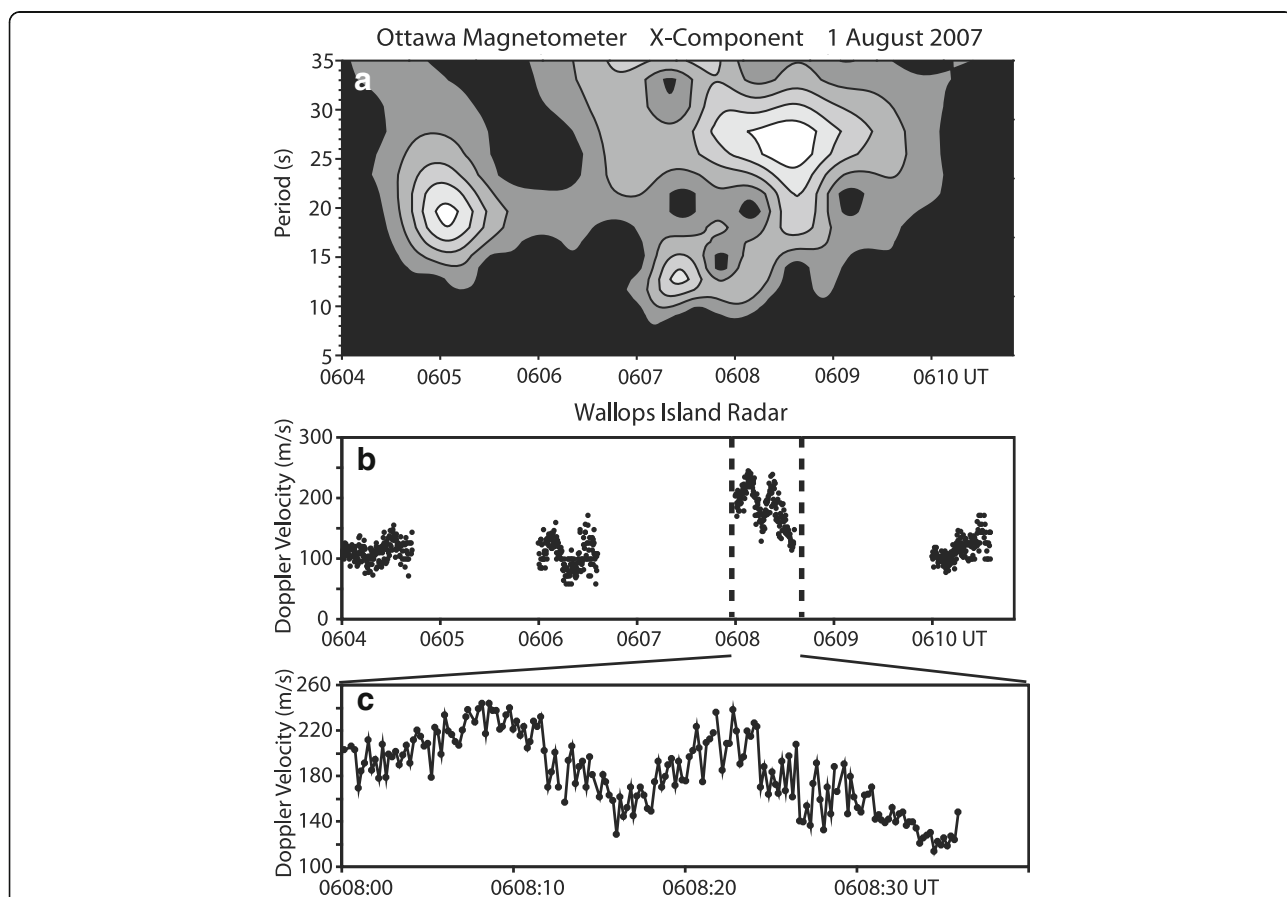 Ottawa Magnetometer X-Component 1 August 2007
a
Period (s)
35
30
25
20
15
10
5
0604 0605 0606 0607 0608 0609 0610 UT
Wallops Island Radar
b
Doppler Velocity (m/s)
300
200
100
0
0604 0605 0606 0607 0608 0609 0610 UT
c
Doppler Velocity (m/s)
260
220
180
140
100
0608:00 0608:10 0608:20 0608:30 UT